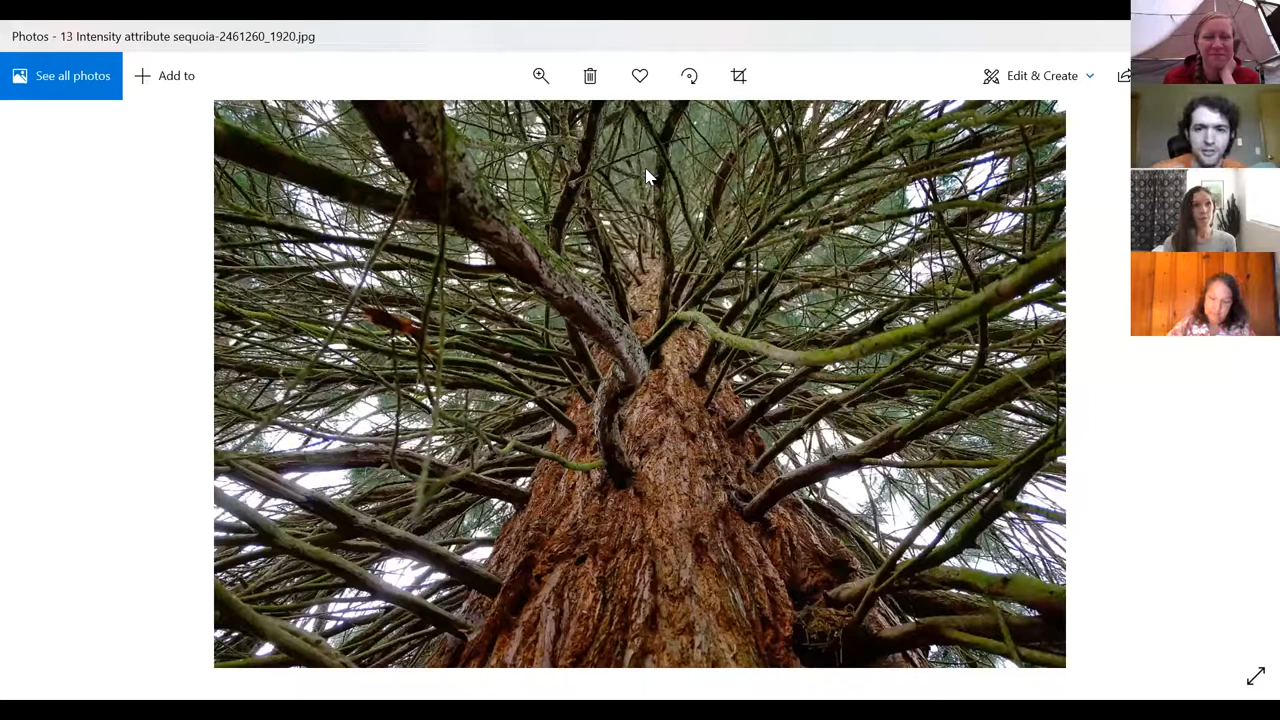 Photos - 13 Intensity attribute sequoia-2461260_1920.jpg
See all photos
Add to
Edit & Create